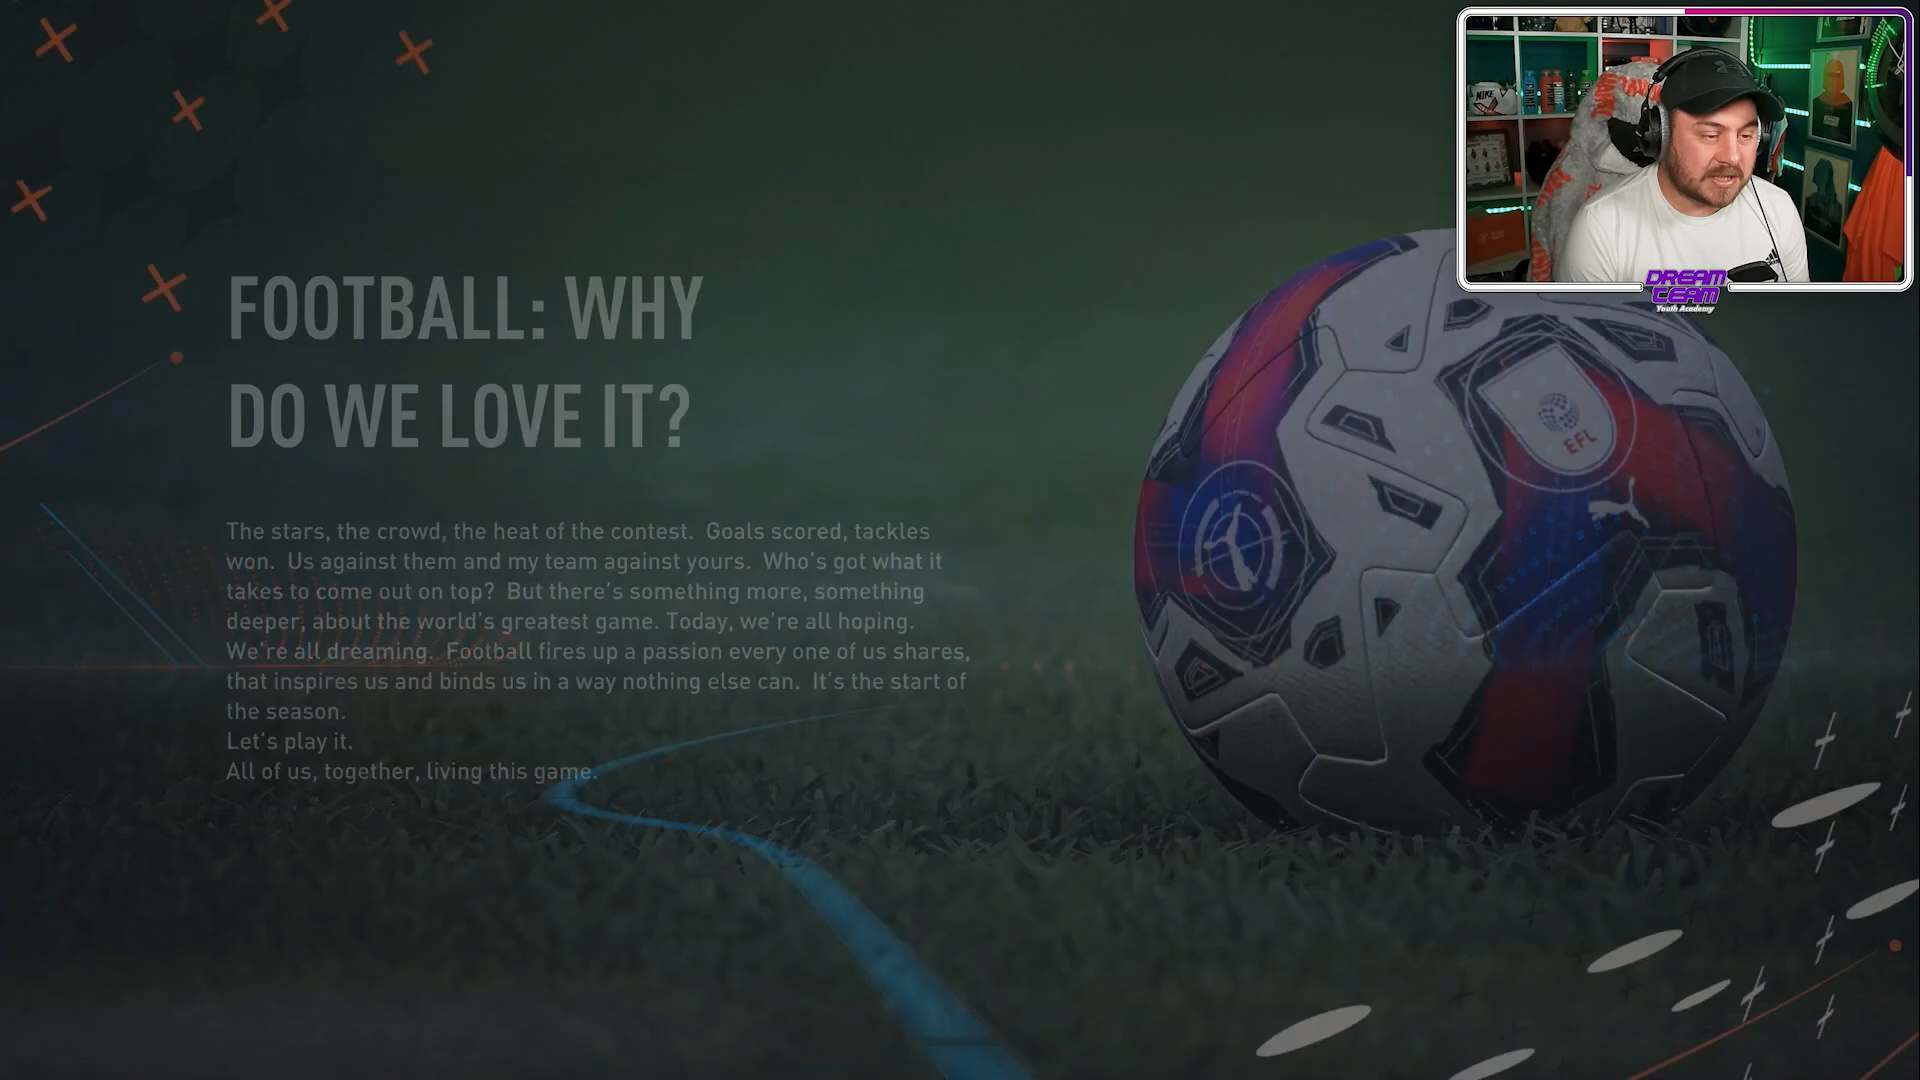 FOOTBALL: WHY
DO WE LOVE IT?
The stars, the crowd, the heat of the contest. Goals scored, tackles
won. Us against them and my team against yours. Who's got what it
takes to come out on top? But there's something more, something
deeper, about the world's greatest game. Today, we're all hoping.
We're all dreaming. Football fires up a passion every one of us shares,
that inspires us and binds us in a way nothing else can. It's the start of
the season.
Let's play it.
All of us, together, living this game.
EFL
NIKE
PRIME
DREAM
TEAM
Youth Academy